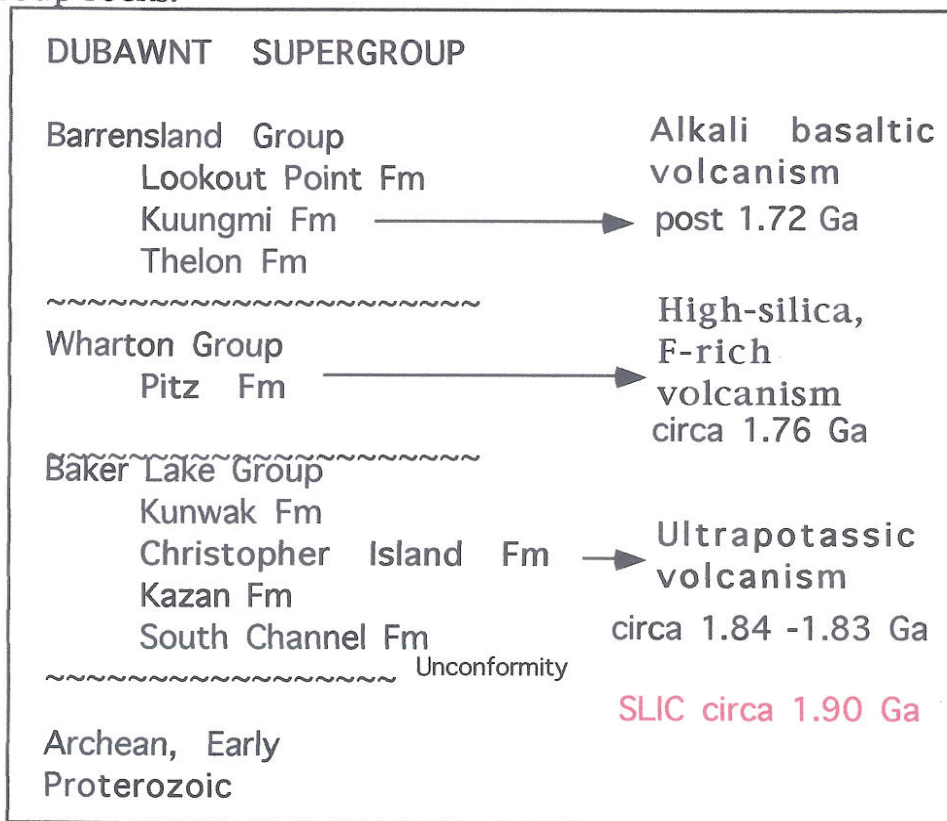 DUBAWNT SUPERGROUP
Barrensland Group
Lookout Point Fm
Kuungmi Fm
Thelon Fm
Alkali basaltic
volcanism
post 1.72 Ga
~~~~~~~~~~~~~~~~~~~~~
Wharton Group
Pitz Fm
High-silica,
F-rich
volcanism
circa 1.76 Ga
~~~~~~~~~~~~~~~~~~~~~
Baker Lake Group
Kunwak Fm
Christopher Island Fm
Kazan Fm
South Channel Fm
Ultrapotassic
volcanism
circa 1.84 -1.83 Ga
~~~~~~~~~~~~~~~~~ Unconformity
SLIC circa 1.90 Ga
Archean, Early
Proterozoic